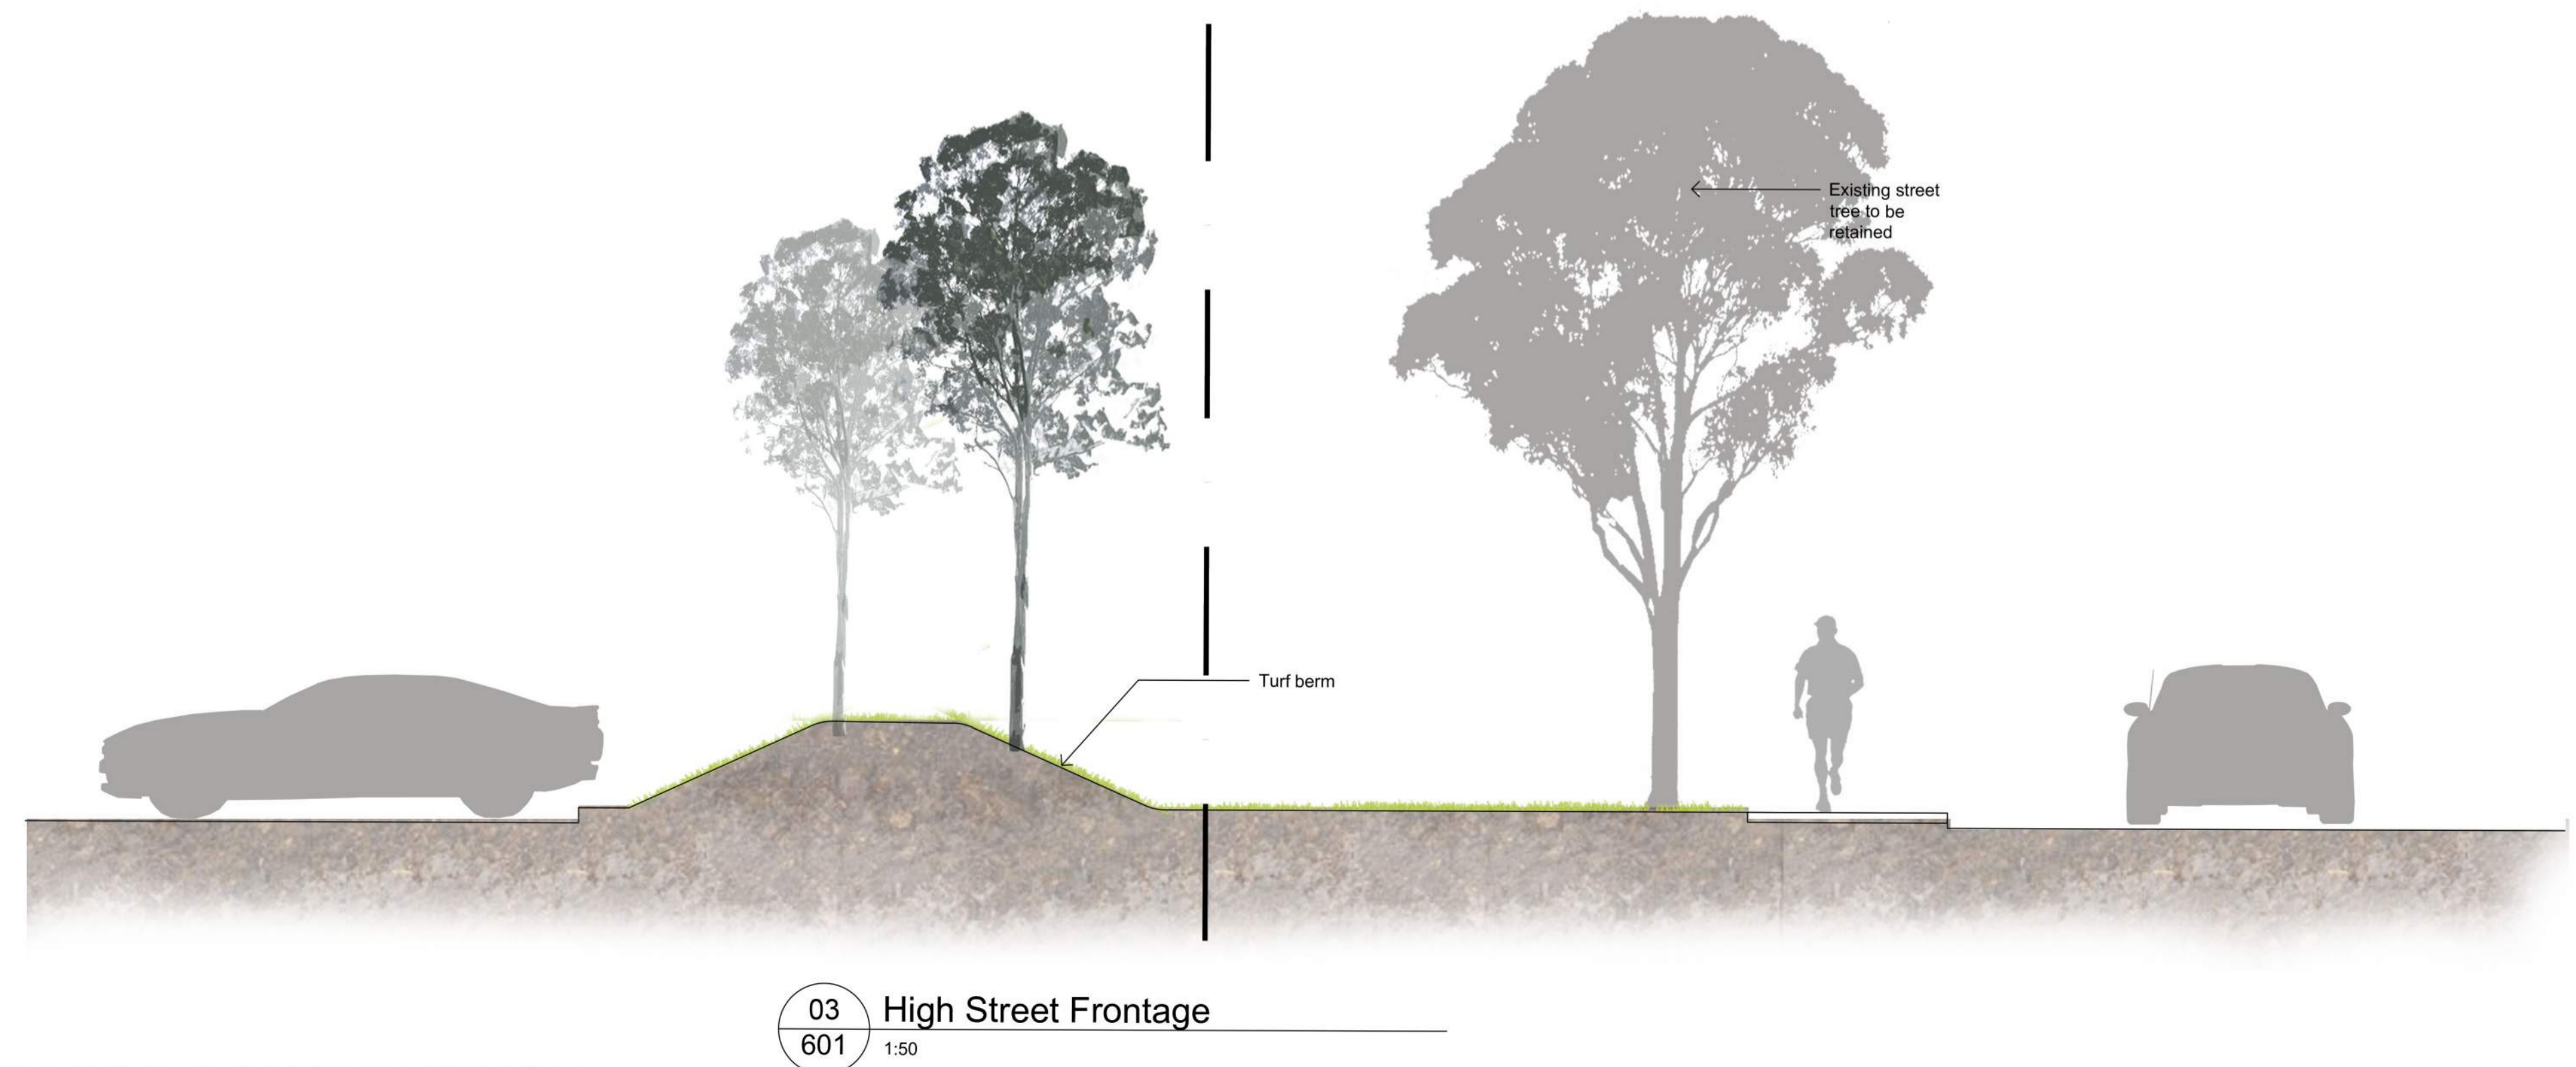 Existing street
tree to be
retained
Turf berm
03
601
High Street Frontage
1:50